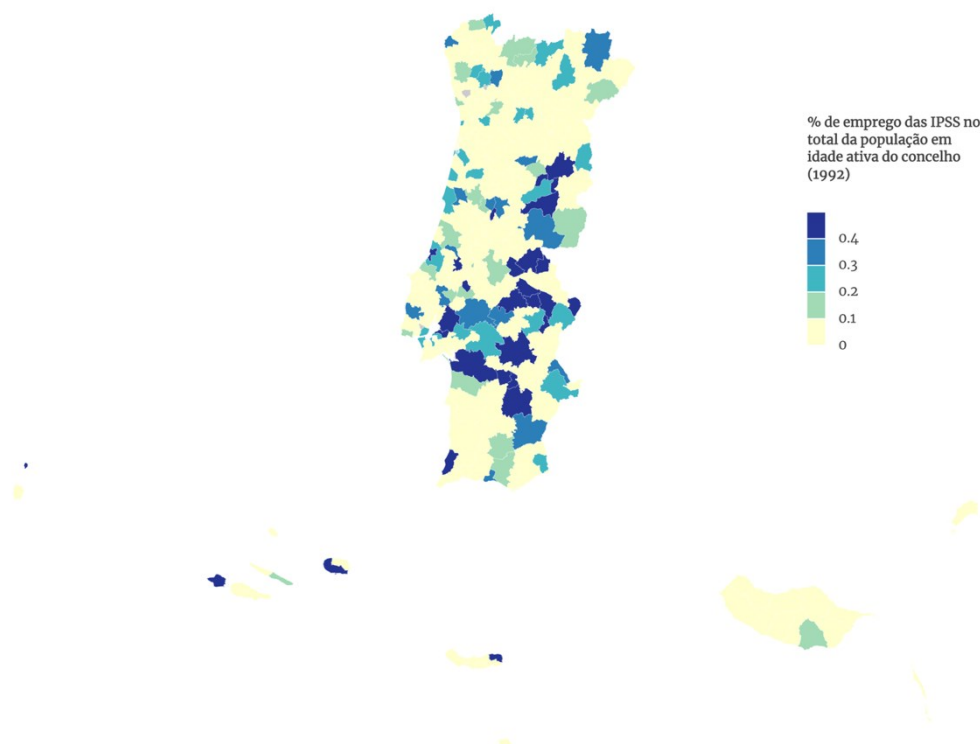 % de emprego das IPSS no
total da população em
idade ativa do concelho
(1992)
0.4
0.3
0.2
0.1
0